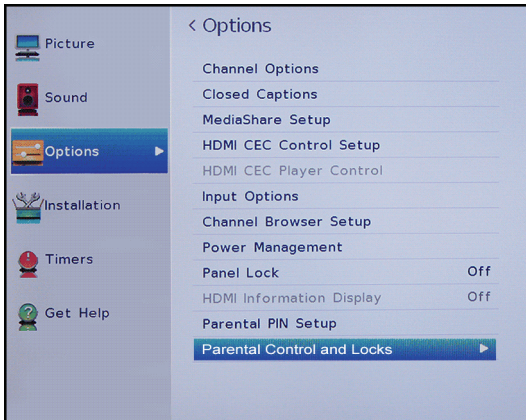 < Options
Picture
Sound
Options
Installation
Timers
Get Help
Channel Options
Closed Captions
MediaShare Setup
HDMI CEC Control Setup
HDMI CEC Player Control
Input Options
Channel Browser Setup
Power Management
Panel Lock Off
HDMI Information Display Off
Parental PIN Setup
Parental Control and Locks